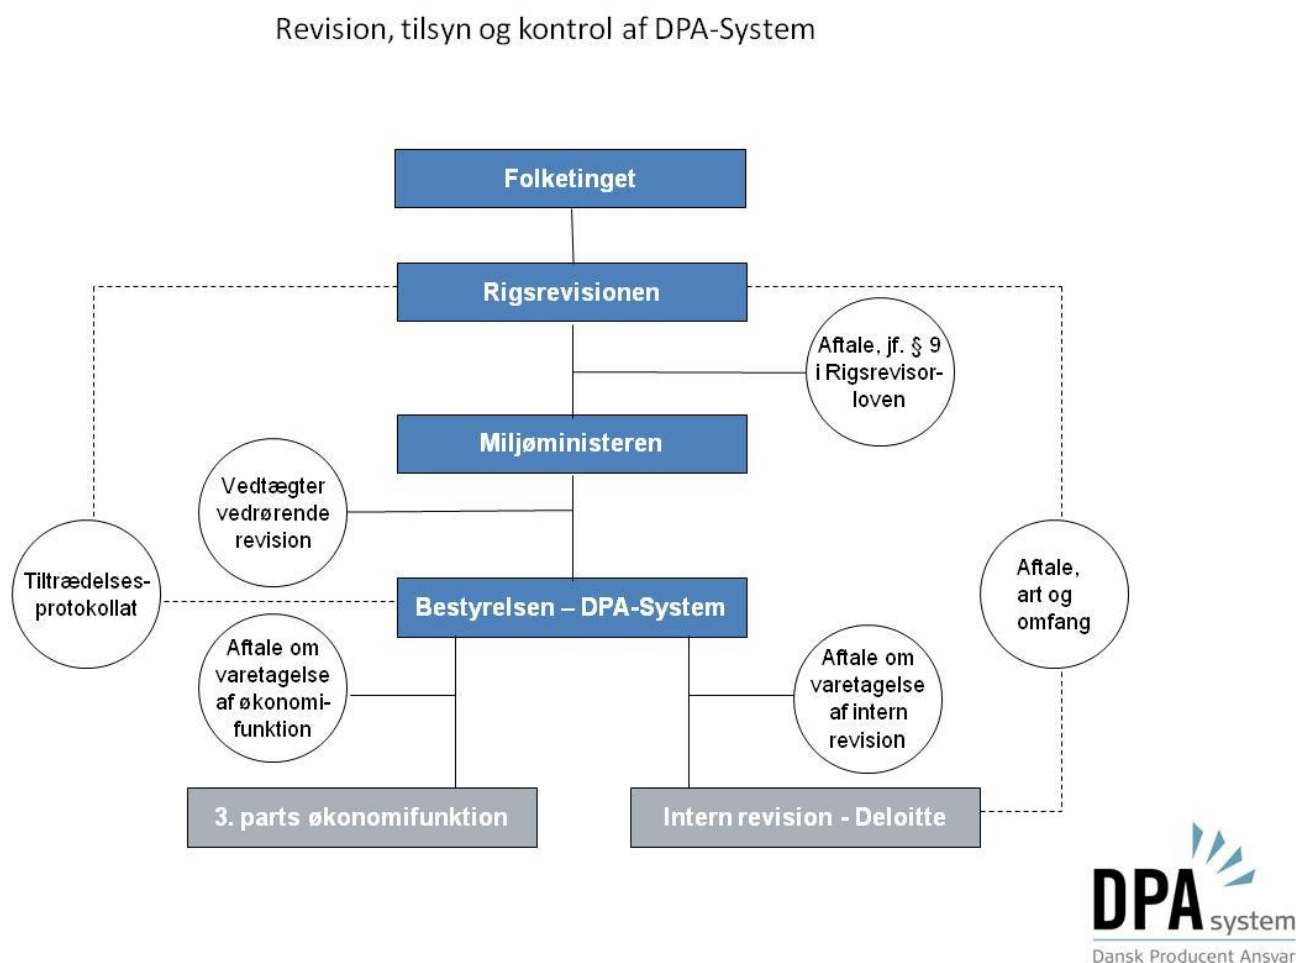 Revision, tilsyn og kontrol af DPA-System
Folketinget
Rigsrevisionen
Aftale, jf. § 9
i Rigsrevisor-
loven
Miljøministeren
Vedtægter
vedrørende
revision
Tiltrædelses-
protokollat
Aftale,
art og
omfang
Bestyrelsen – DPA-System
Aftale om
varetagelse
af økonomi-
funktion
Aftale om
varetagelse
af intern
revision
3. parts økonomifunktion
Intern revision - Deloitte
DPA system
Dansk Producent Ansvar